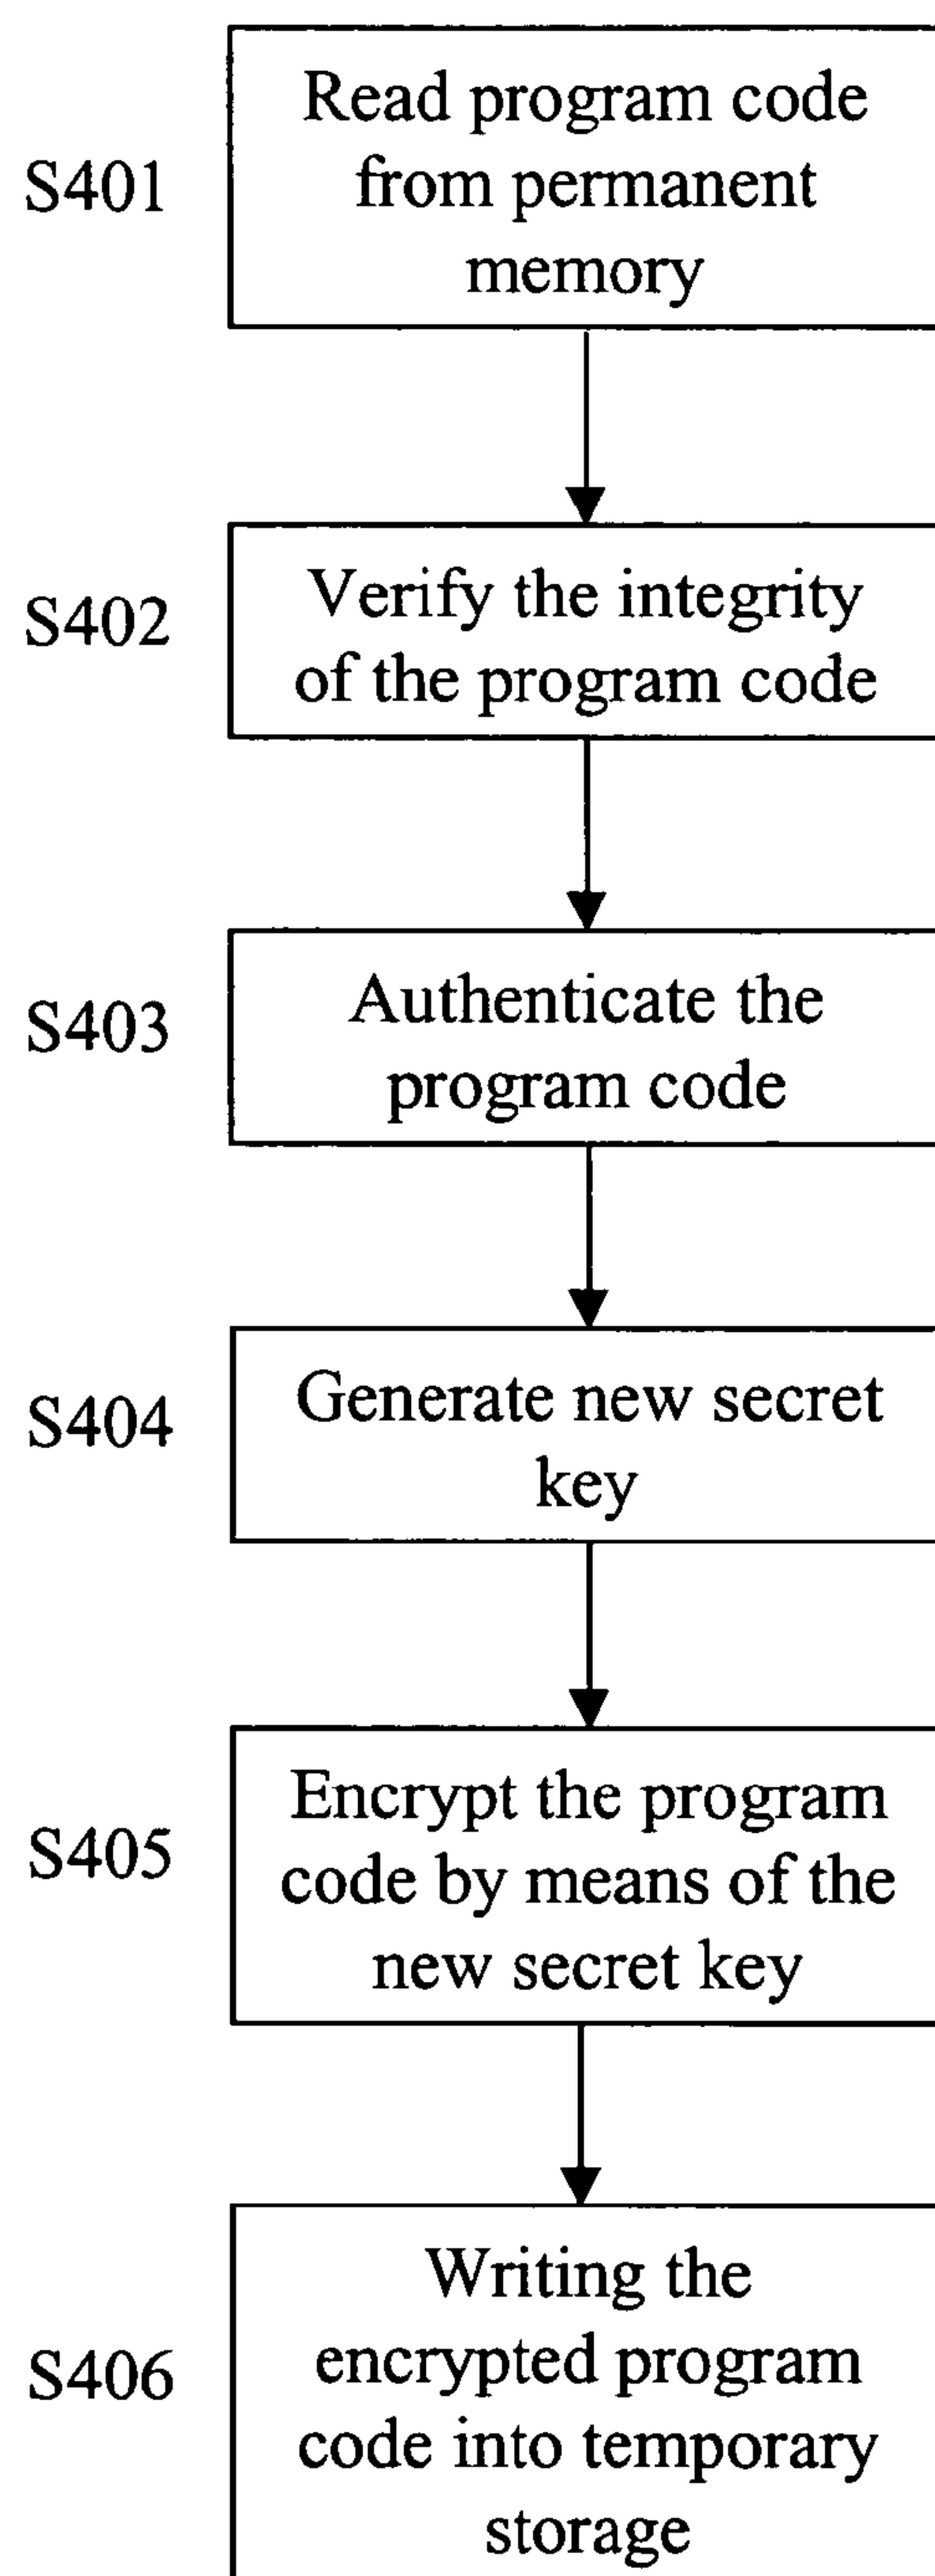 S401
Read program code
from permanent
memory
S402
Verify the integrity
of the program code
S403
Authenticate the
program code
S404
Generate new secret
key
S405
Encrypt the program
code by means of the
new secret key
S406
Writing the
encrypted program
code into temporary
storage